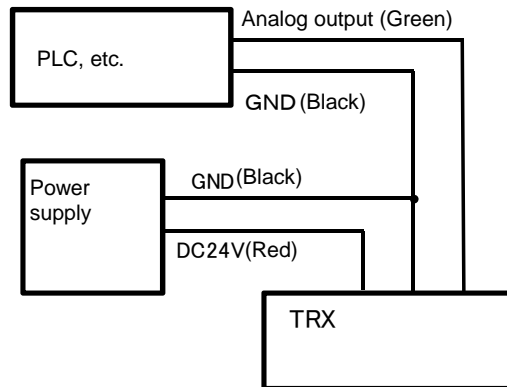 Analog output (Green)
PLC, etc.
GND(Black)
Power
supply
GND(Black)
DC24V(Red)
TRX